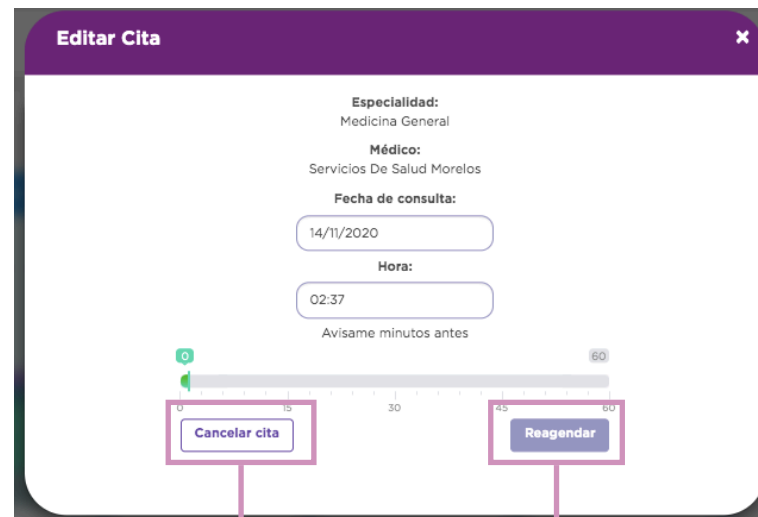 Editar Cita ×
Especialidad:
Medicina General
Médico:
Servicios De Salud Morelos
Fecha de consulta:
14/11/2020
Hora:
02:37
Avisame minutos antes
0 60
0 15 30 45 60
Cancelar cita Reagendar